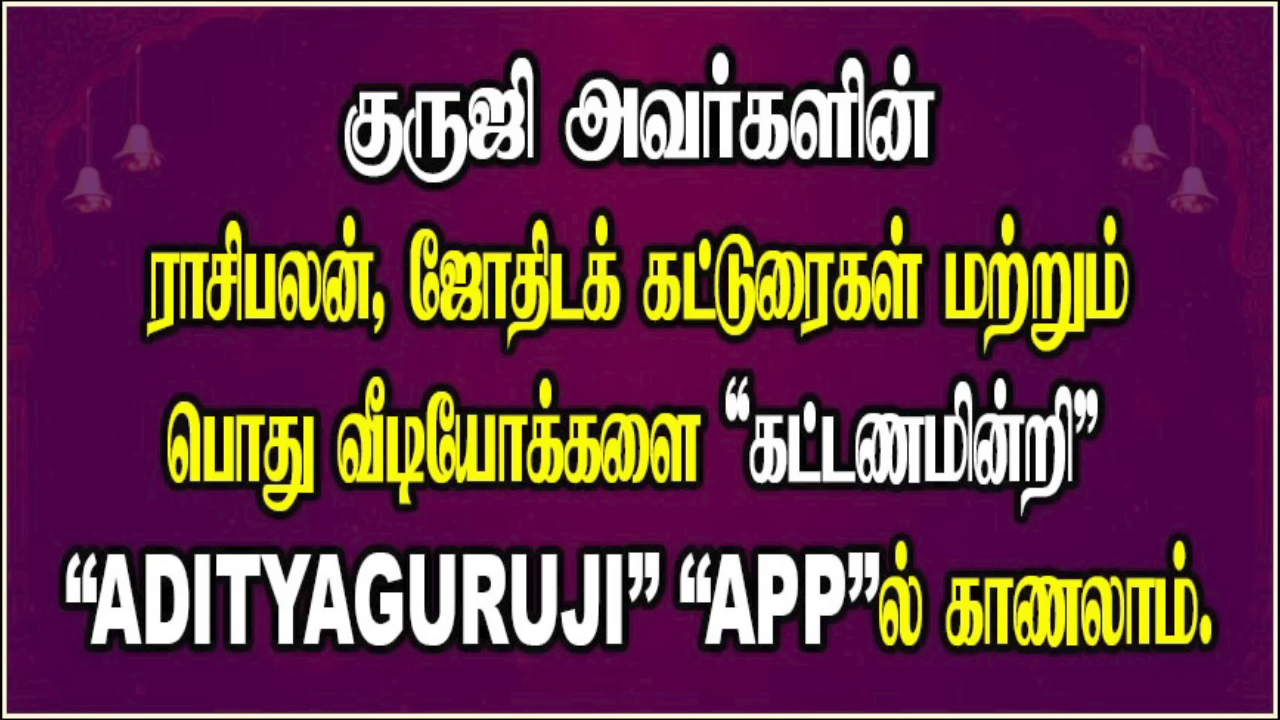 குருஜி அவர்களின்
ராசிபலன், ஜோதிடக் கட்டுரைகள் மற்றும்
பொது வீடியோக்களை “கட்டணமின்றி”
“ADITYAGURUJI” “APP”ல் காணலாம்.